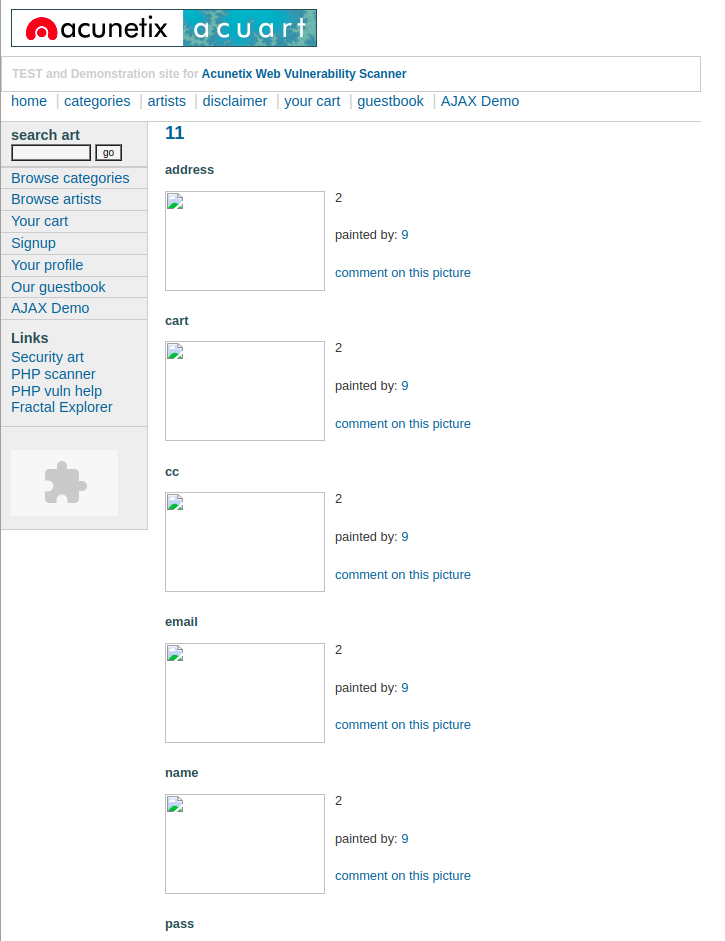 acunetix acuart
TEST and Demonstration site for Acunetix Web Vulnerability Scanner
home | categories | artists | disclaimer | your cart | guestbook | AJAX Demo
search art
go
Browse categories
Browse artists
Your cart
Signup
Your profile
Our guestbook
AJAX Demo
Links
Security art
PHP scanner
PHP vuln help
Fractal Explorer
11
address
2
painted by: 9
comment on this picture
cart
2
painted by: 9
comment on this picture
cc
2
painted by: 9
comment on this picture
email
2
painted by: 9
comment on this picture
name
2
painted by: 9
comment on this picture
pass